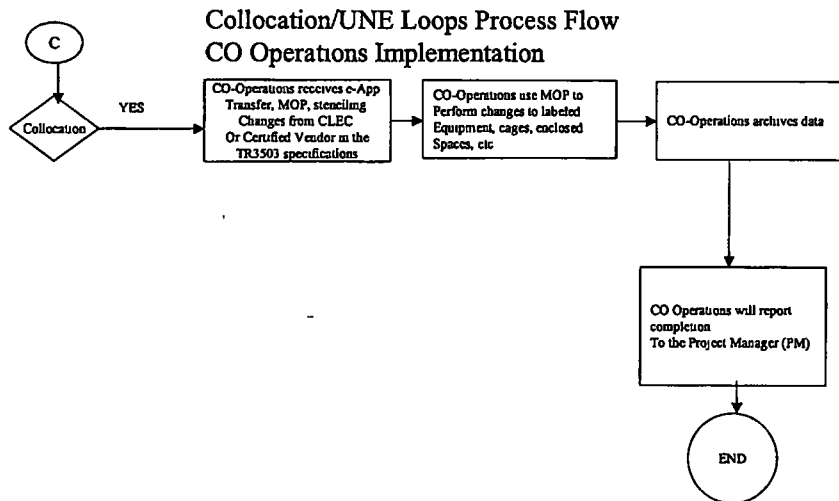 Collocation/UNE Loops Process Flow
CO Operations Implementation
C
Collocation
YES
CO-Operations receives e-App
Transfer, MOP, stenciling
Changes from CLEC
Or Certified Vendor in the
TR3503 specifications
CO-Operations use MOP to
Perform changes to labeled
Equipment, cages, enclosed
Spaces, etc
CO-Operations archives data
CO Operations will report
completion
To the Project Manager (PM)
END